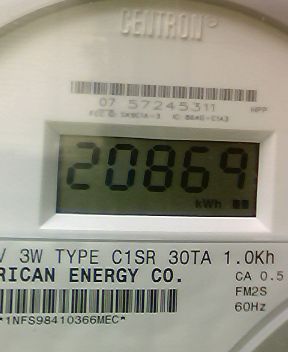 CENTRON®
07 57245311 HPP
20869
kWh
V 3W TYPE C1SR 30TA 1.0Kh
RICAN ENERGY CO. CA 0.5
FM2S
*1NFS98410366MEC* 60Hz